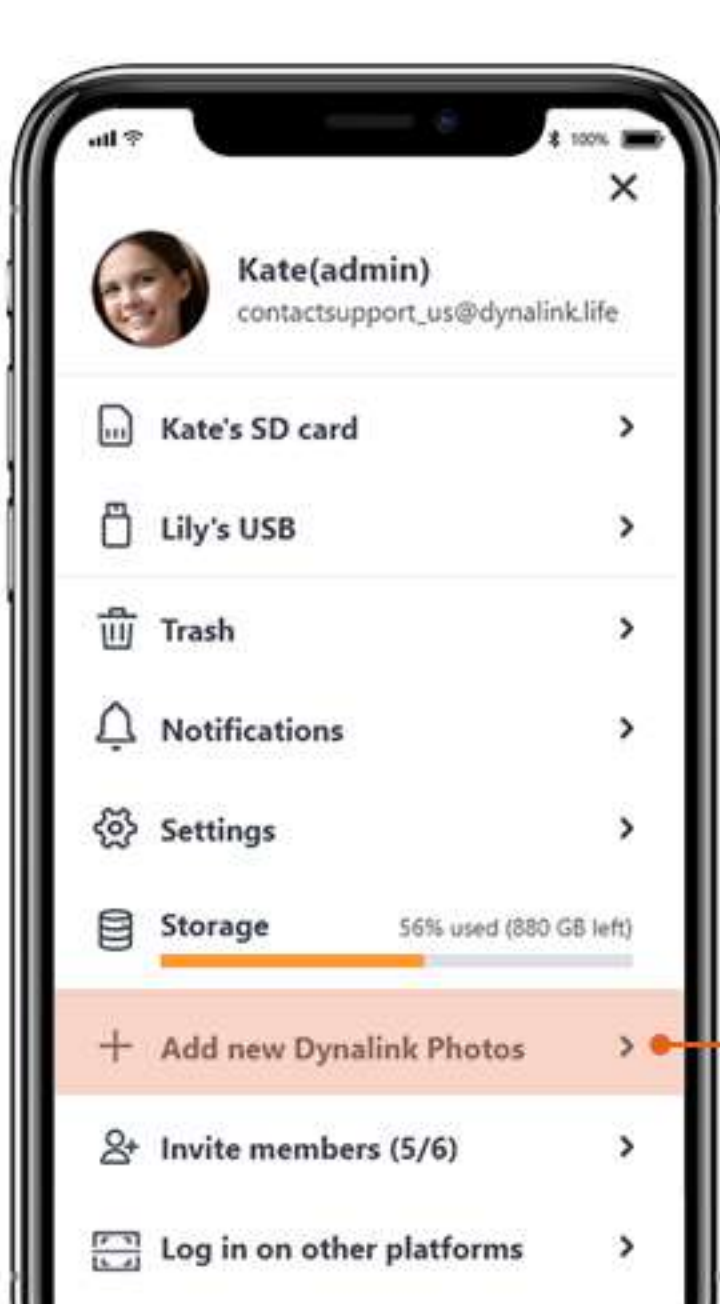 100%
Kate(admin)
contactsupport_us@dynalink.life
Kate's SD card
Lily's USB
Trash
Notifications
Settings
Storage 56% used (880 GB left)
Add new Dynalink Photos
Invite members (5/6)
Log in on other platforms